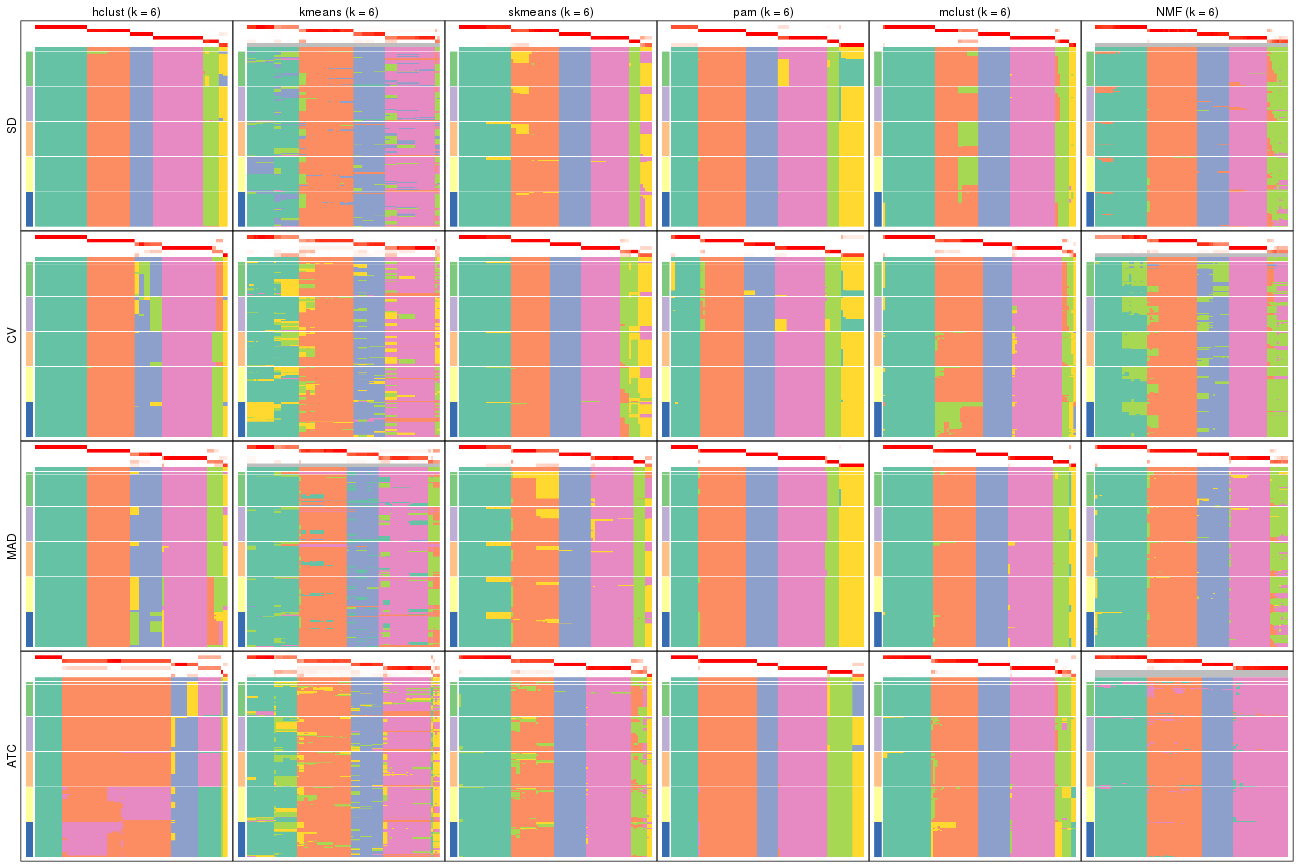 hclust (k = 6) kmeans (k = 6) skmeans (k = 6) pam (k = 6) mclust (k = 6) NMF (k = 6)
SD
CV
MAD
ATC